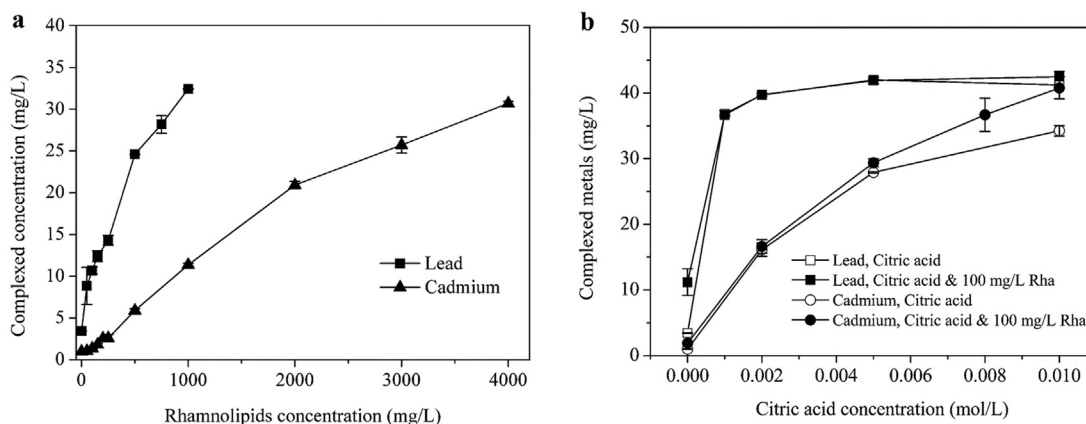 a
Complexed concentration (mg/L)
40
35
30
25
20
15
10
5
0
Lead
Cadmium
0 1000 2000 3000 4000
Rhamnolipids concentration (mg/L)
b
Complexed metals (mg/L)
50
40
30
20
10
0
Lead, Citric acid
Lead, Citric acid & 100 mg/L Rha
Cadmium, Citric acid
Cadmium, Citric acid & 100 mg/L Rha
0.000 0.002 0.004 0.006 0.008 0.010
Citric acid concentration (mol/L)